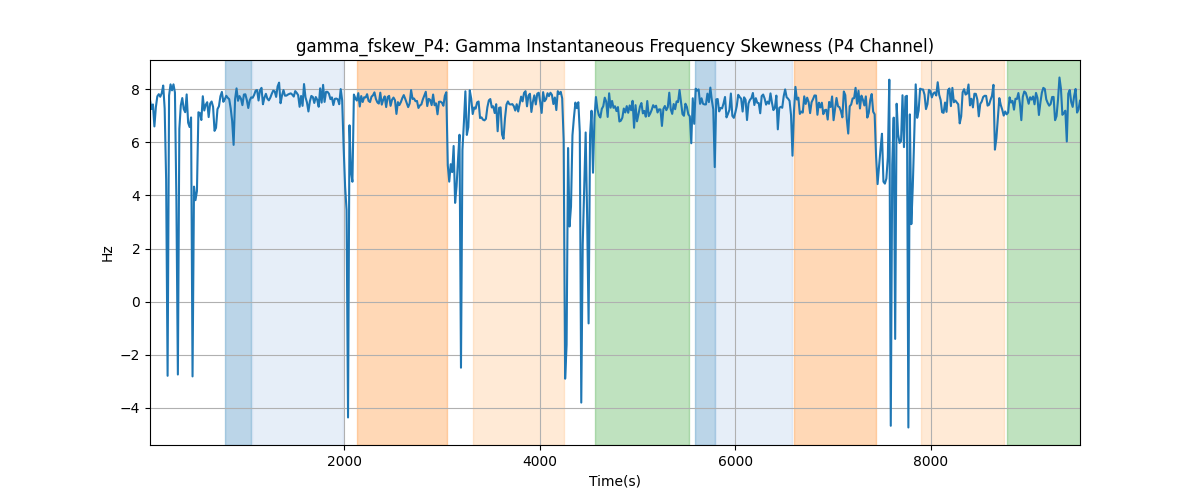 gamma_fskew_P4: Gamma Instantaneous Frequency Skewness (P4 Channel)
8
6
4
2
0
−2
−4
Hz
2000 4000 6000 8000
Time(s)